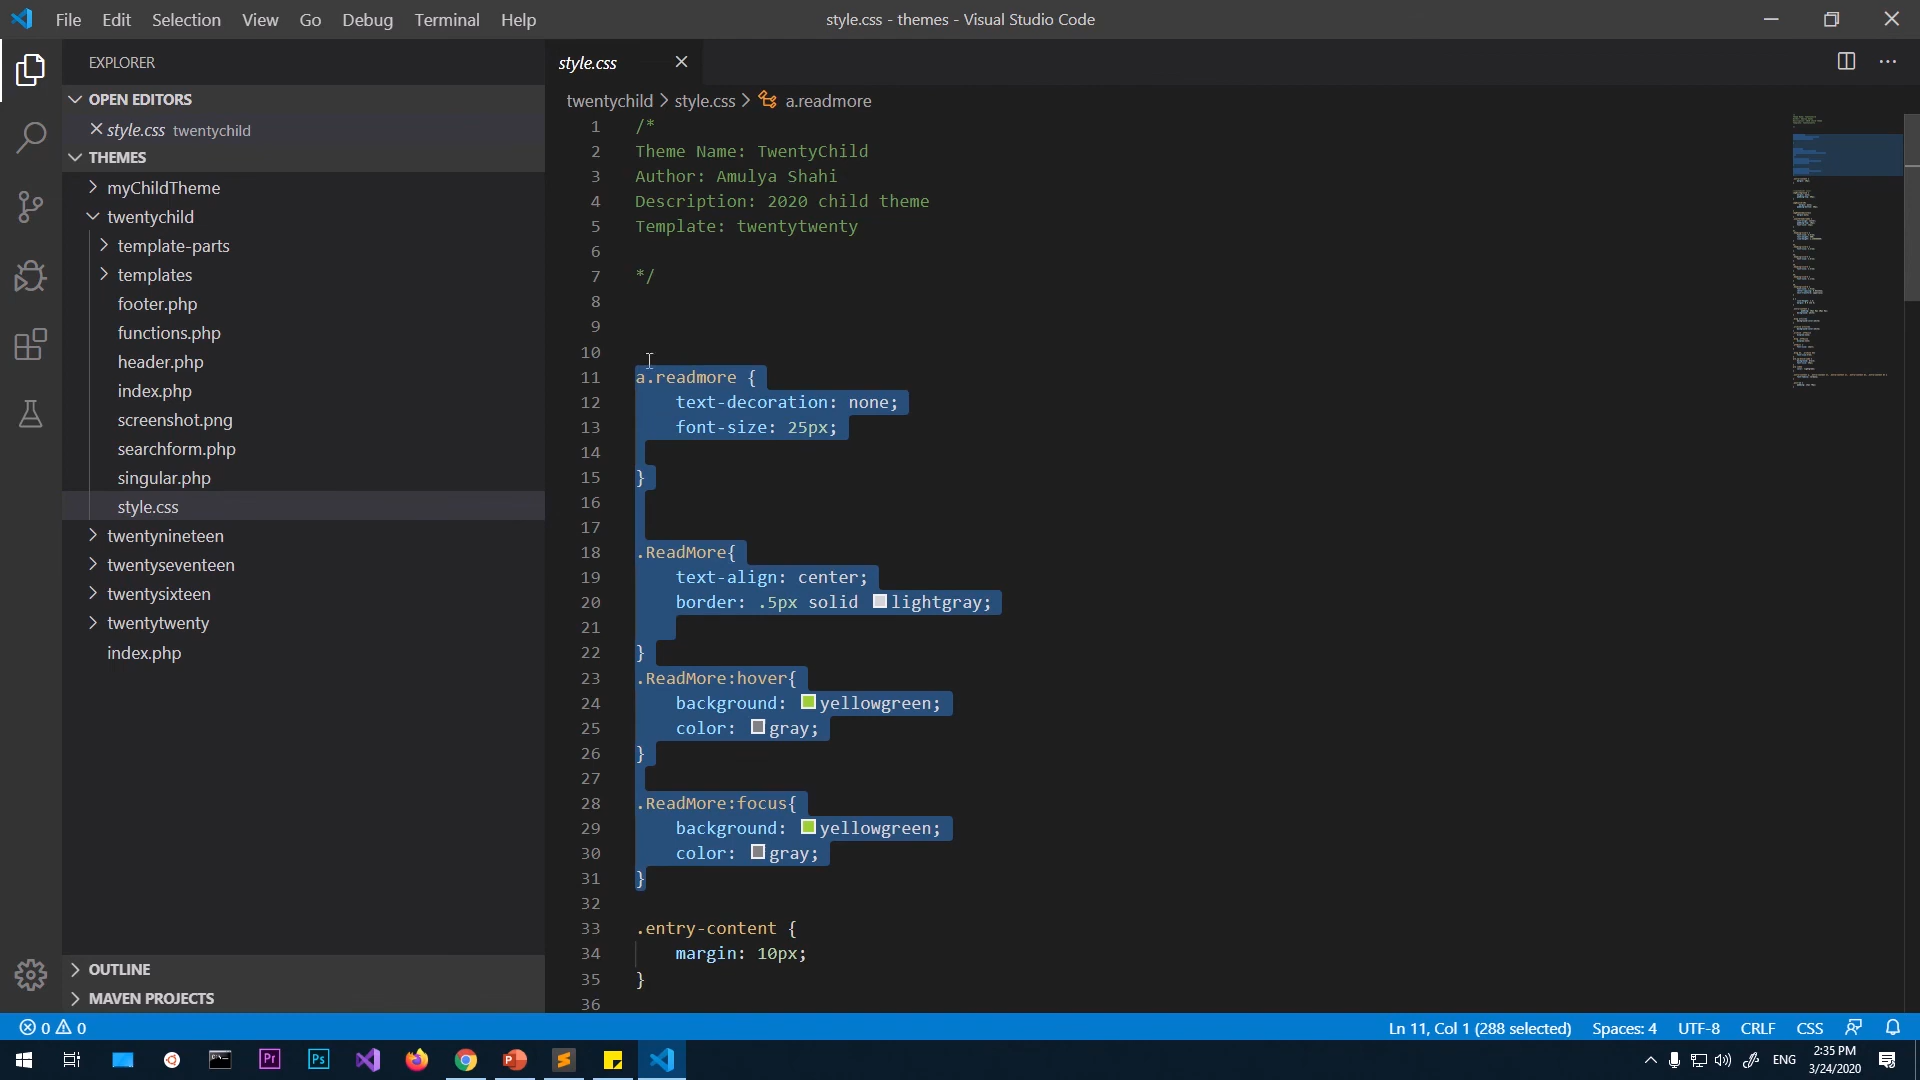 File Edit Selection View Go Debug Terminal Help
style.css - themes - Visual Studio Code
EXPLORER
OPEN EDITORS
style.css twentychild
THEMES
myChildTheme
twentychild
template-parts
templates
footer.php
functions.php
header.php
index.php
screenshot.png
searchform.php
singular.php
style.css
twentynineteen
twentyseventeen
twentysixteen
twentytwenty
index.php
OUTLINE
MAVEN PROJECTS
style.css
twentychild > style.css > a.readmore
1 /*
2 Theme Name: TwentyChild
3 Author: Amulya Shahi
4 Description: 2020 child theme
5 Template: twentytwenty
6
7 */
8
9
10
11 a.readmore {
12 text-decoration: none;
13 font-size: 25px;
14
15 }
16
17
18 .ReadMore{
19 text-align: center;
20 border: .5px solid lightgray;
21
22 }
23 .ReadMore:hover{
24 background: yellowgreen;
25 color: gray;
26 }
27
28 .ReadMore:focus{
29 background: yellowgreen;
30 color: gray;
31 }
32
33 .entry-content {
34 margin: 10px;
35 }
36
0 0
Ln 11, Col 1 (288 selected) Spaces: 4 UTF-8 CRLF CSS
Pr Ps
ENG
2:35 PM
3/24/2020